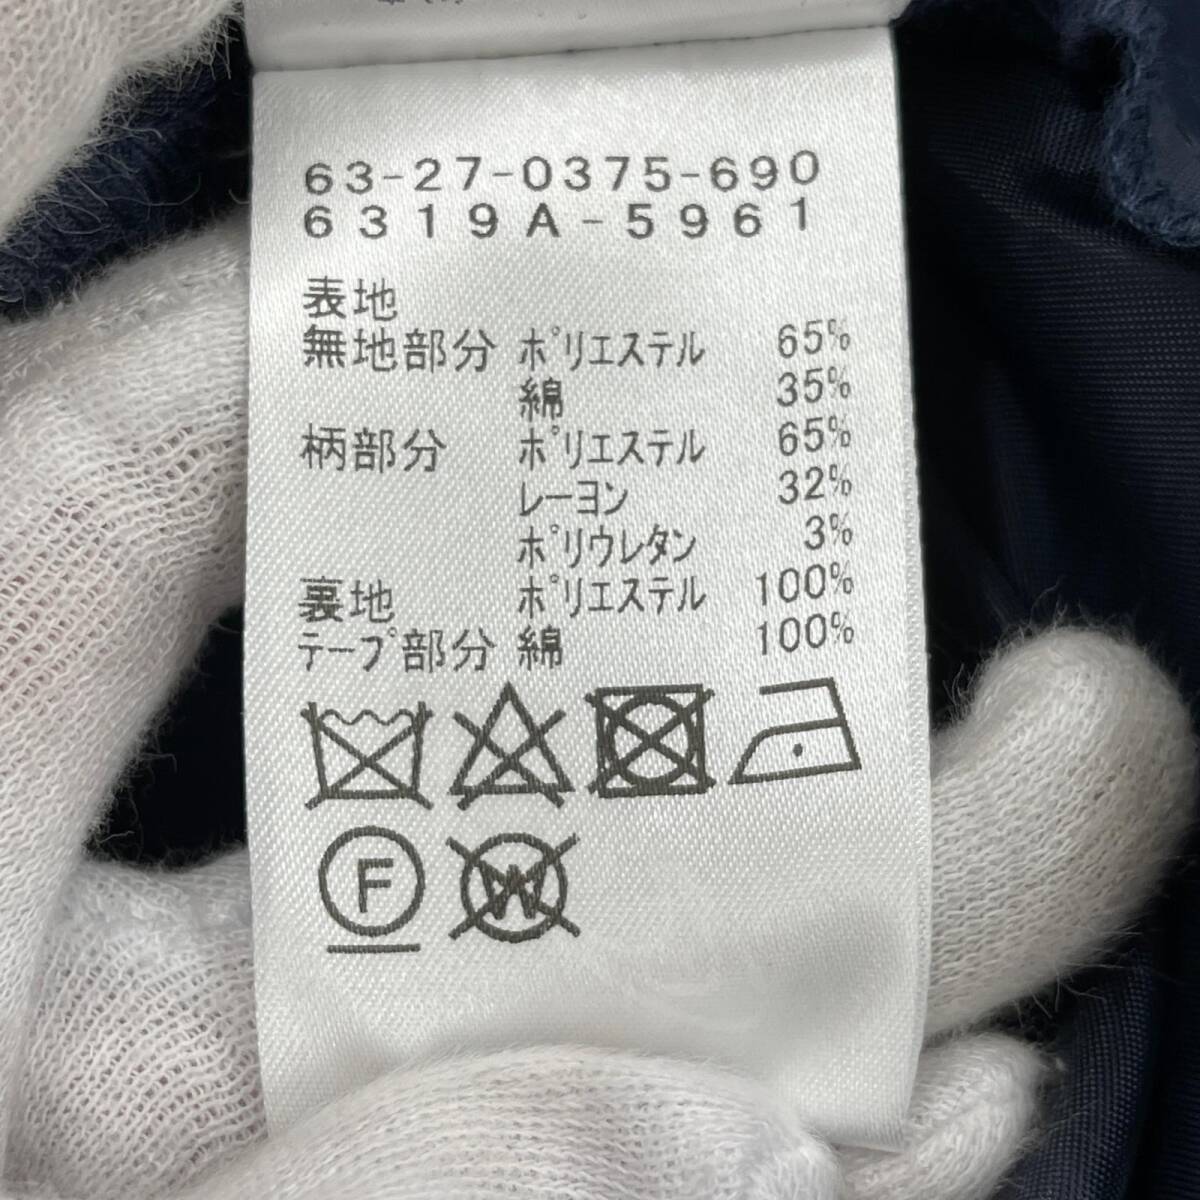 63-27-0375-690
6319A-5961
表地
無地部分 ポリエステル 65%
綿 35%
柄部分 ポリエステル 65%
レーヨン 32%
ポリウレタン 3%
裏地 ポリエステル 100%
テープ部分 綿 100%
F
W